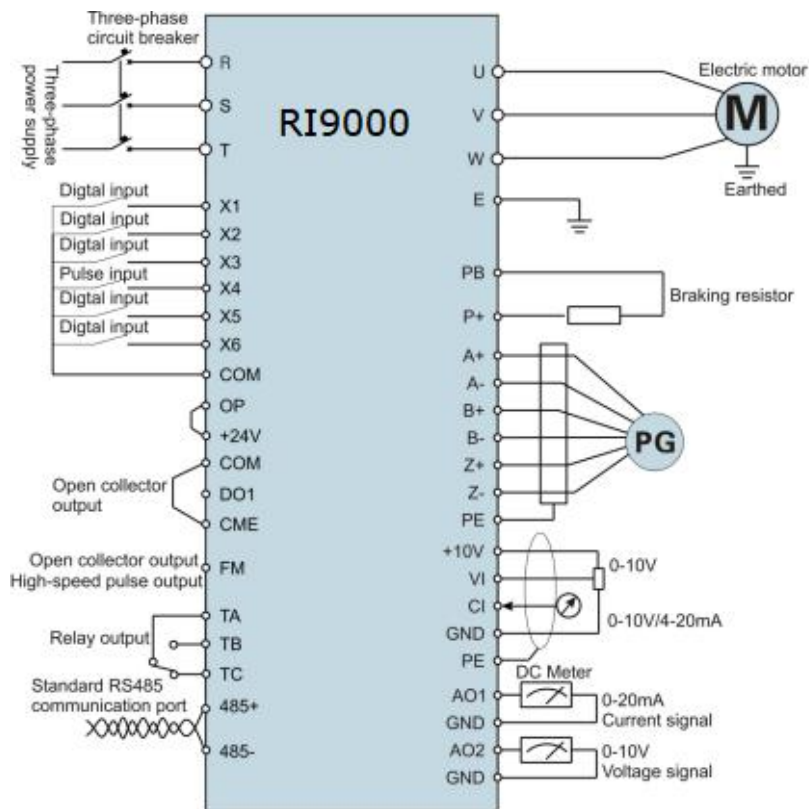 Three-phase
circuit breaker
Three-phase
power supply
R
S
T
RI9000
U
V
W
E
Electric motor
M
Earthed
Digtal input
X1
Digtal input
X2
Digtal input
X3
Pulse input
X4
Digtal input
X5
Digtal input
X6
COM
OP
+24V
COM
Open collector
output
DO1
CME
Open collector output
High-speed pulse output
FM
TA
Relay output
TB
TC
Standard RS485
communication port
485+
485-
PB
P+
Braking resistor
A+
A-
B+
B-
Z+
Z-
PE
PG
+10V
VI
CI
GND
PE
0-10V
0-10V/4-20mA
DC Meter
AO1
GND
0-20mA
Current signal
AO2
GND
0-10V
Voltage signal